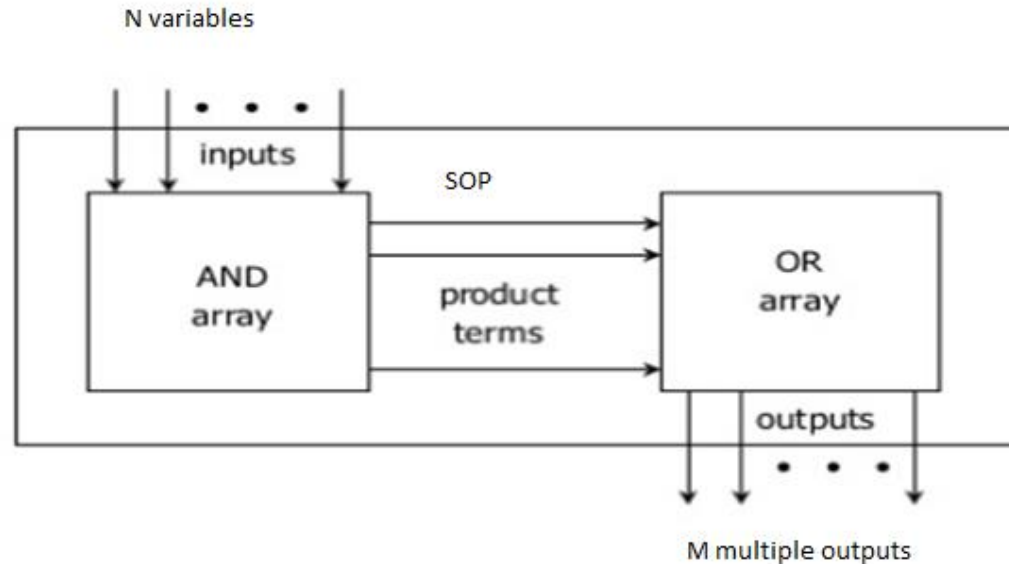 N variables
inputs
SOP
AND
array
product
terms
OR
array
outputs
M multiple outputs